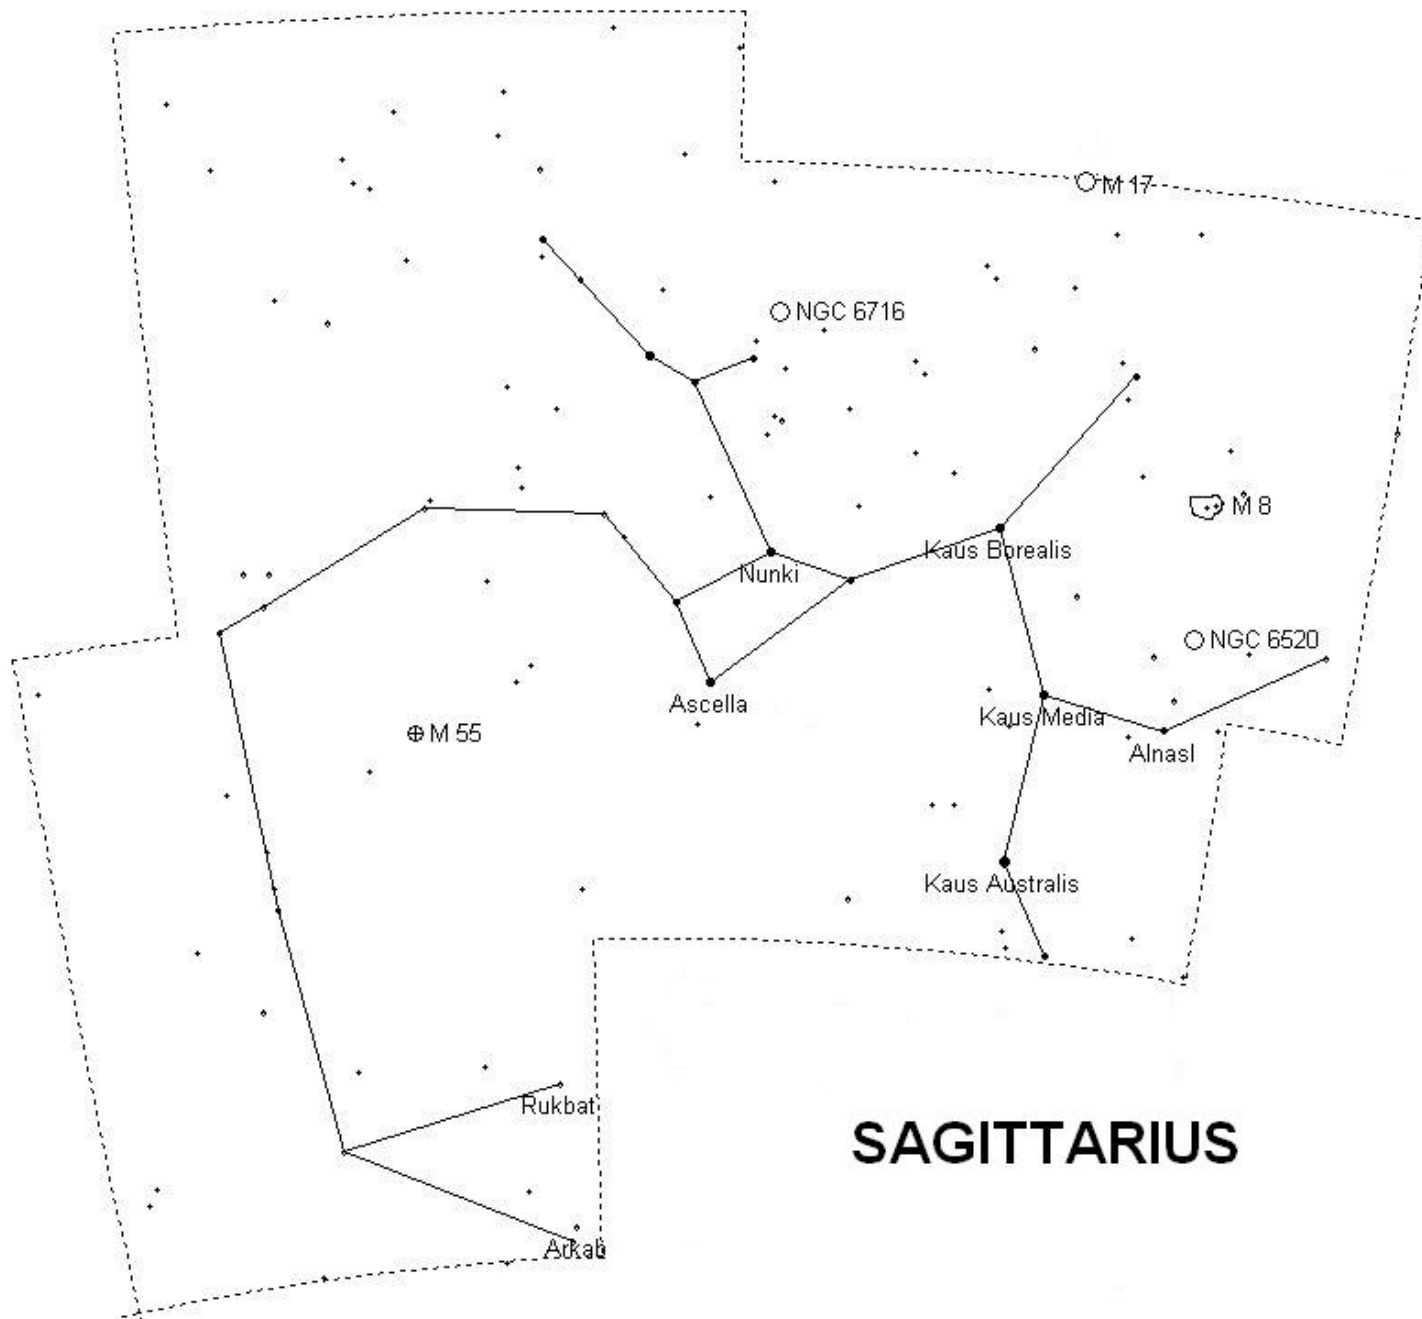 M 17
NGC 6716
M 8
Kaus Borealis
Nunki
NGC 6520
Ascella
Kaus Media
M 55
Alnasl
Kaus Australis
Rukbat
SAGITTARIUS
Arkab